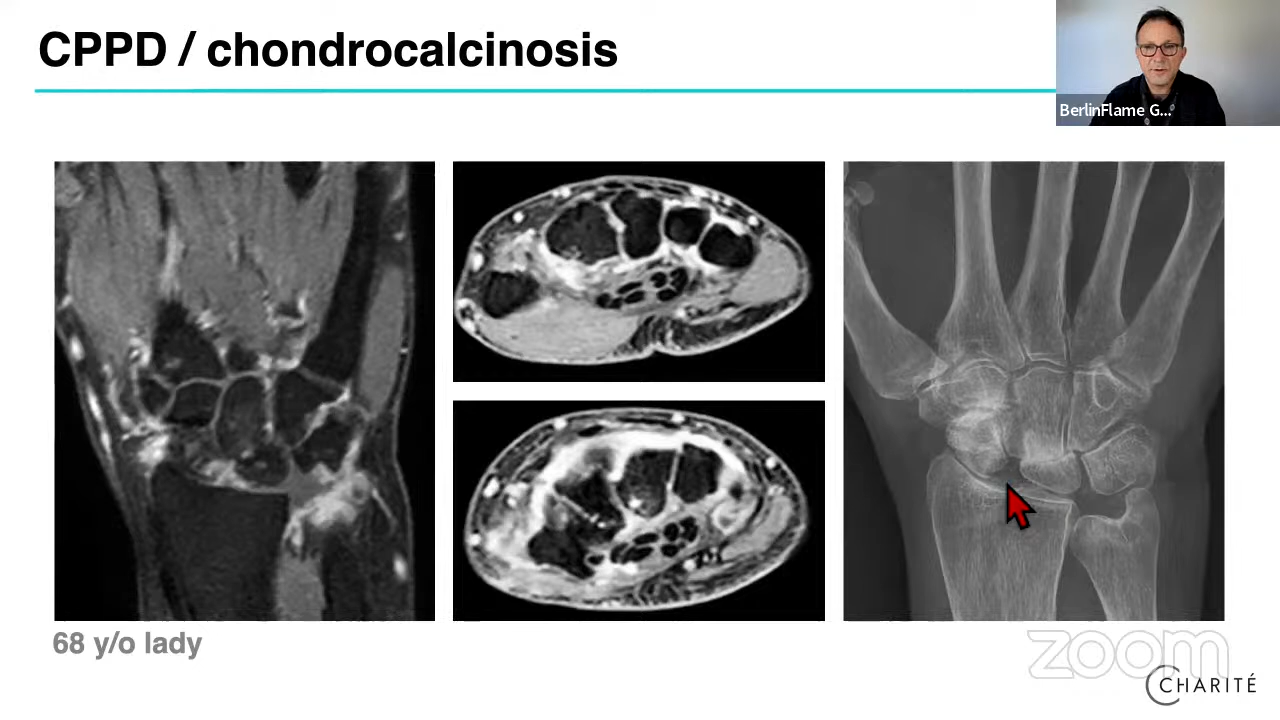 CPPD / chondrocalcinosis
BerlinFlame G...
68 y/o lady
zoom
CHARITÉ